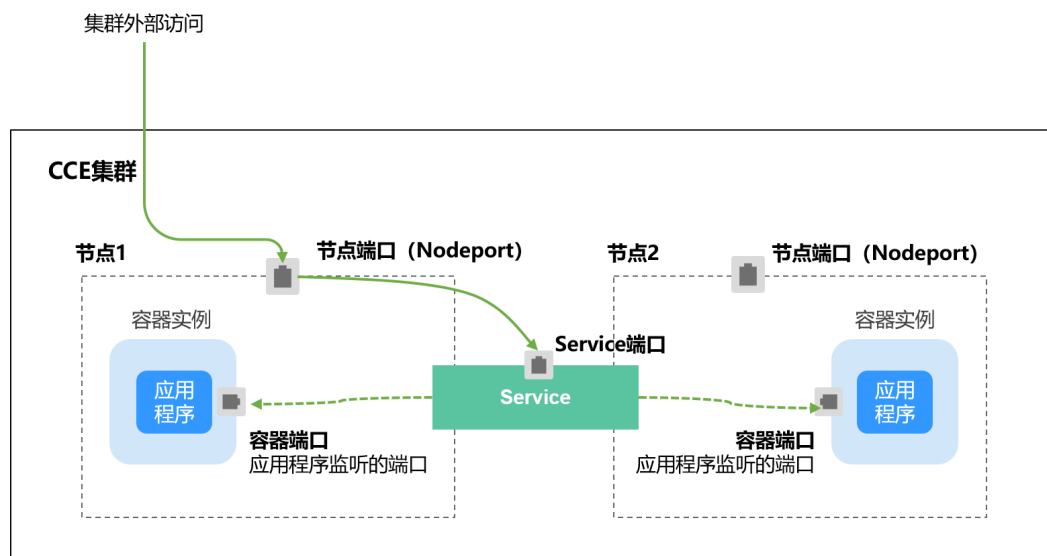 集群外部访问
CCE集群
节点1
节点端口（Nodeport）
节点2
节点端口（Nodeport）
容器实例
容器实例
Service端口
应用
程序
Service
应用
程序
容器端口
应用程序监听的端口
容器端口
应用程序监听的端口